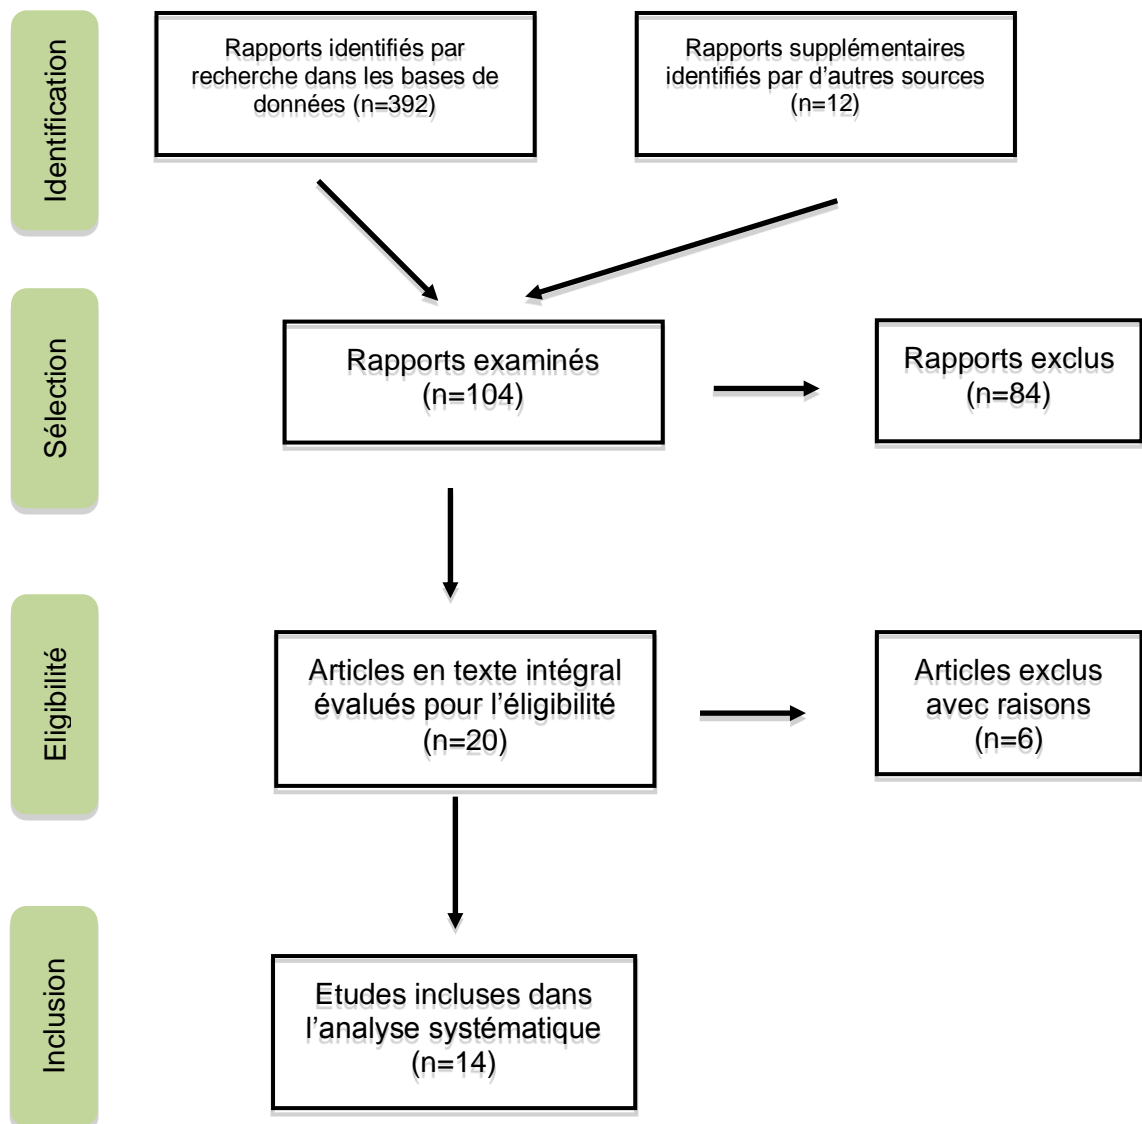 Identification
Rapports identifiés par
recherche dans les bases de
données (n=392)
Rapports supplémentaires
identifiés par d’autres sources
(n=12)
Sélection
Rapports examinés
(n=104)
Rapports exclus
(n=84)
Eligibilité
Articles en texte intégral
évalués pour l’éligibilité
(n=20)
Articles exclus
avec raisons
(n=6)
Inclusion
Etudes incluses dans
l’analyse systématique
(n=14)